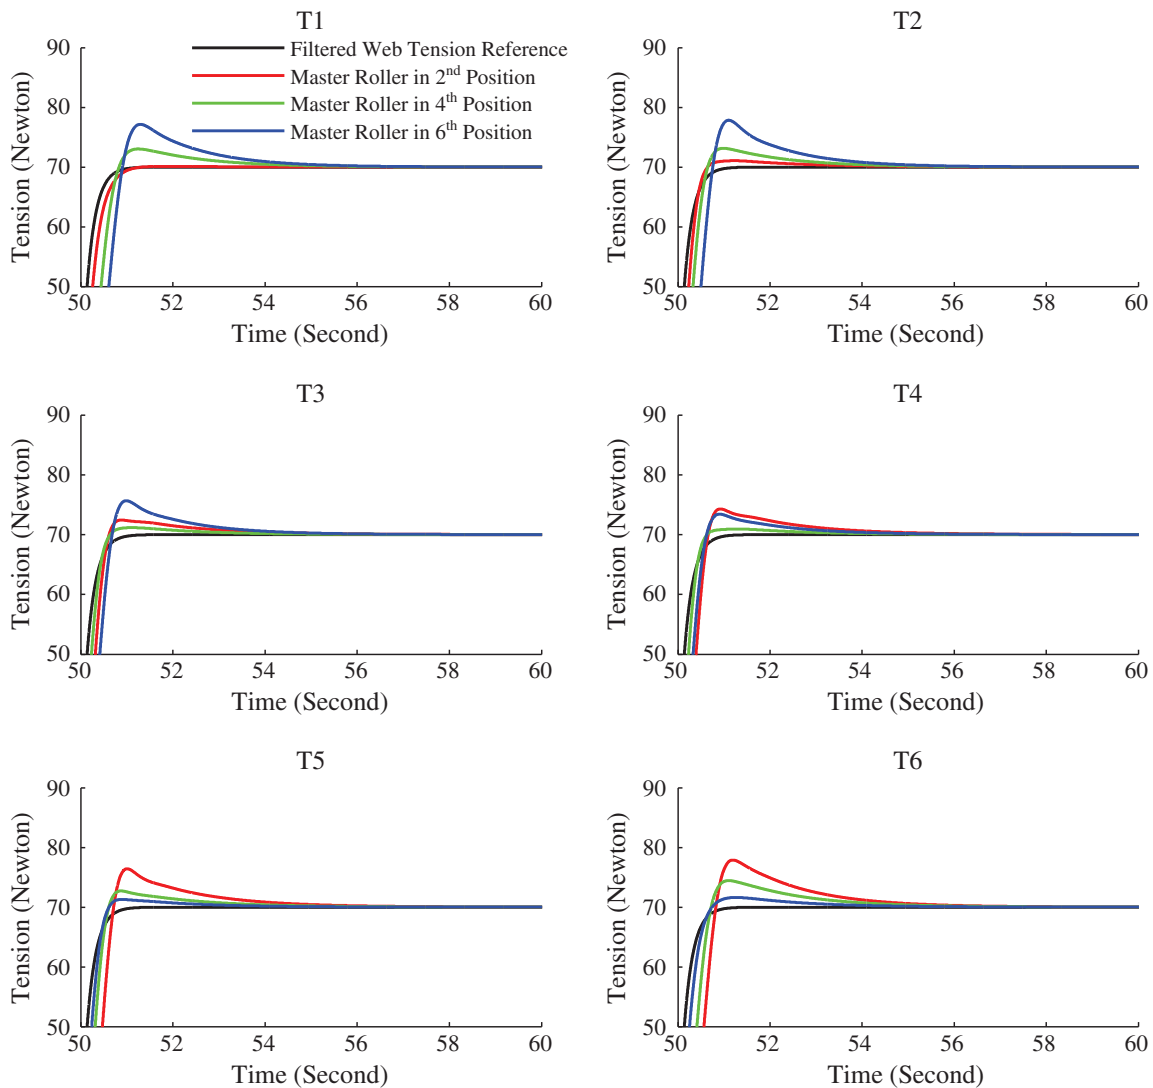 T1
90
80
70
60
50
Tension (Newton)
Filtered Web Tension Reference
Master Roller in 2nd Position
Master Roller in 4th Position
Master Roller in 6th Position
50 52 54 56 58 60
Time (Second)
T2
90
80
70
60
50
Tension (Newton)
50 52 54 56 58 60
Time (Second)
T3
90
80
70
60
50
Tension (Newton)
50 52 54 56 58 60
Time (Second)
T4
90
80
70
60
50
Tension (Newton)
50 52 54 56 58 60
Time (Second)
T5
90
80
70
60
50
Tension (Newton)
50 52 54 56 58 60
Time (Second)
T6
90
80
70
60
50
Tension (Newton)
50 52 54 56 58 60
Time (Second)